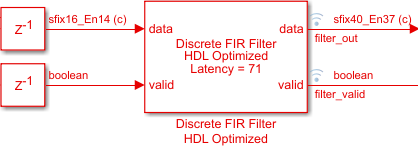 sfix16_En14 (c)
Z-1
data
data
sfix40_En37 (c)
filter_out
Discrete FIR Filter
HDL Optimized
Latency = 71
boolean
Z-1
valid
valid
boolean
filter_valid
Discrete FIR Filter
HDL Optimized